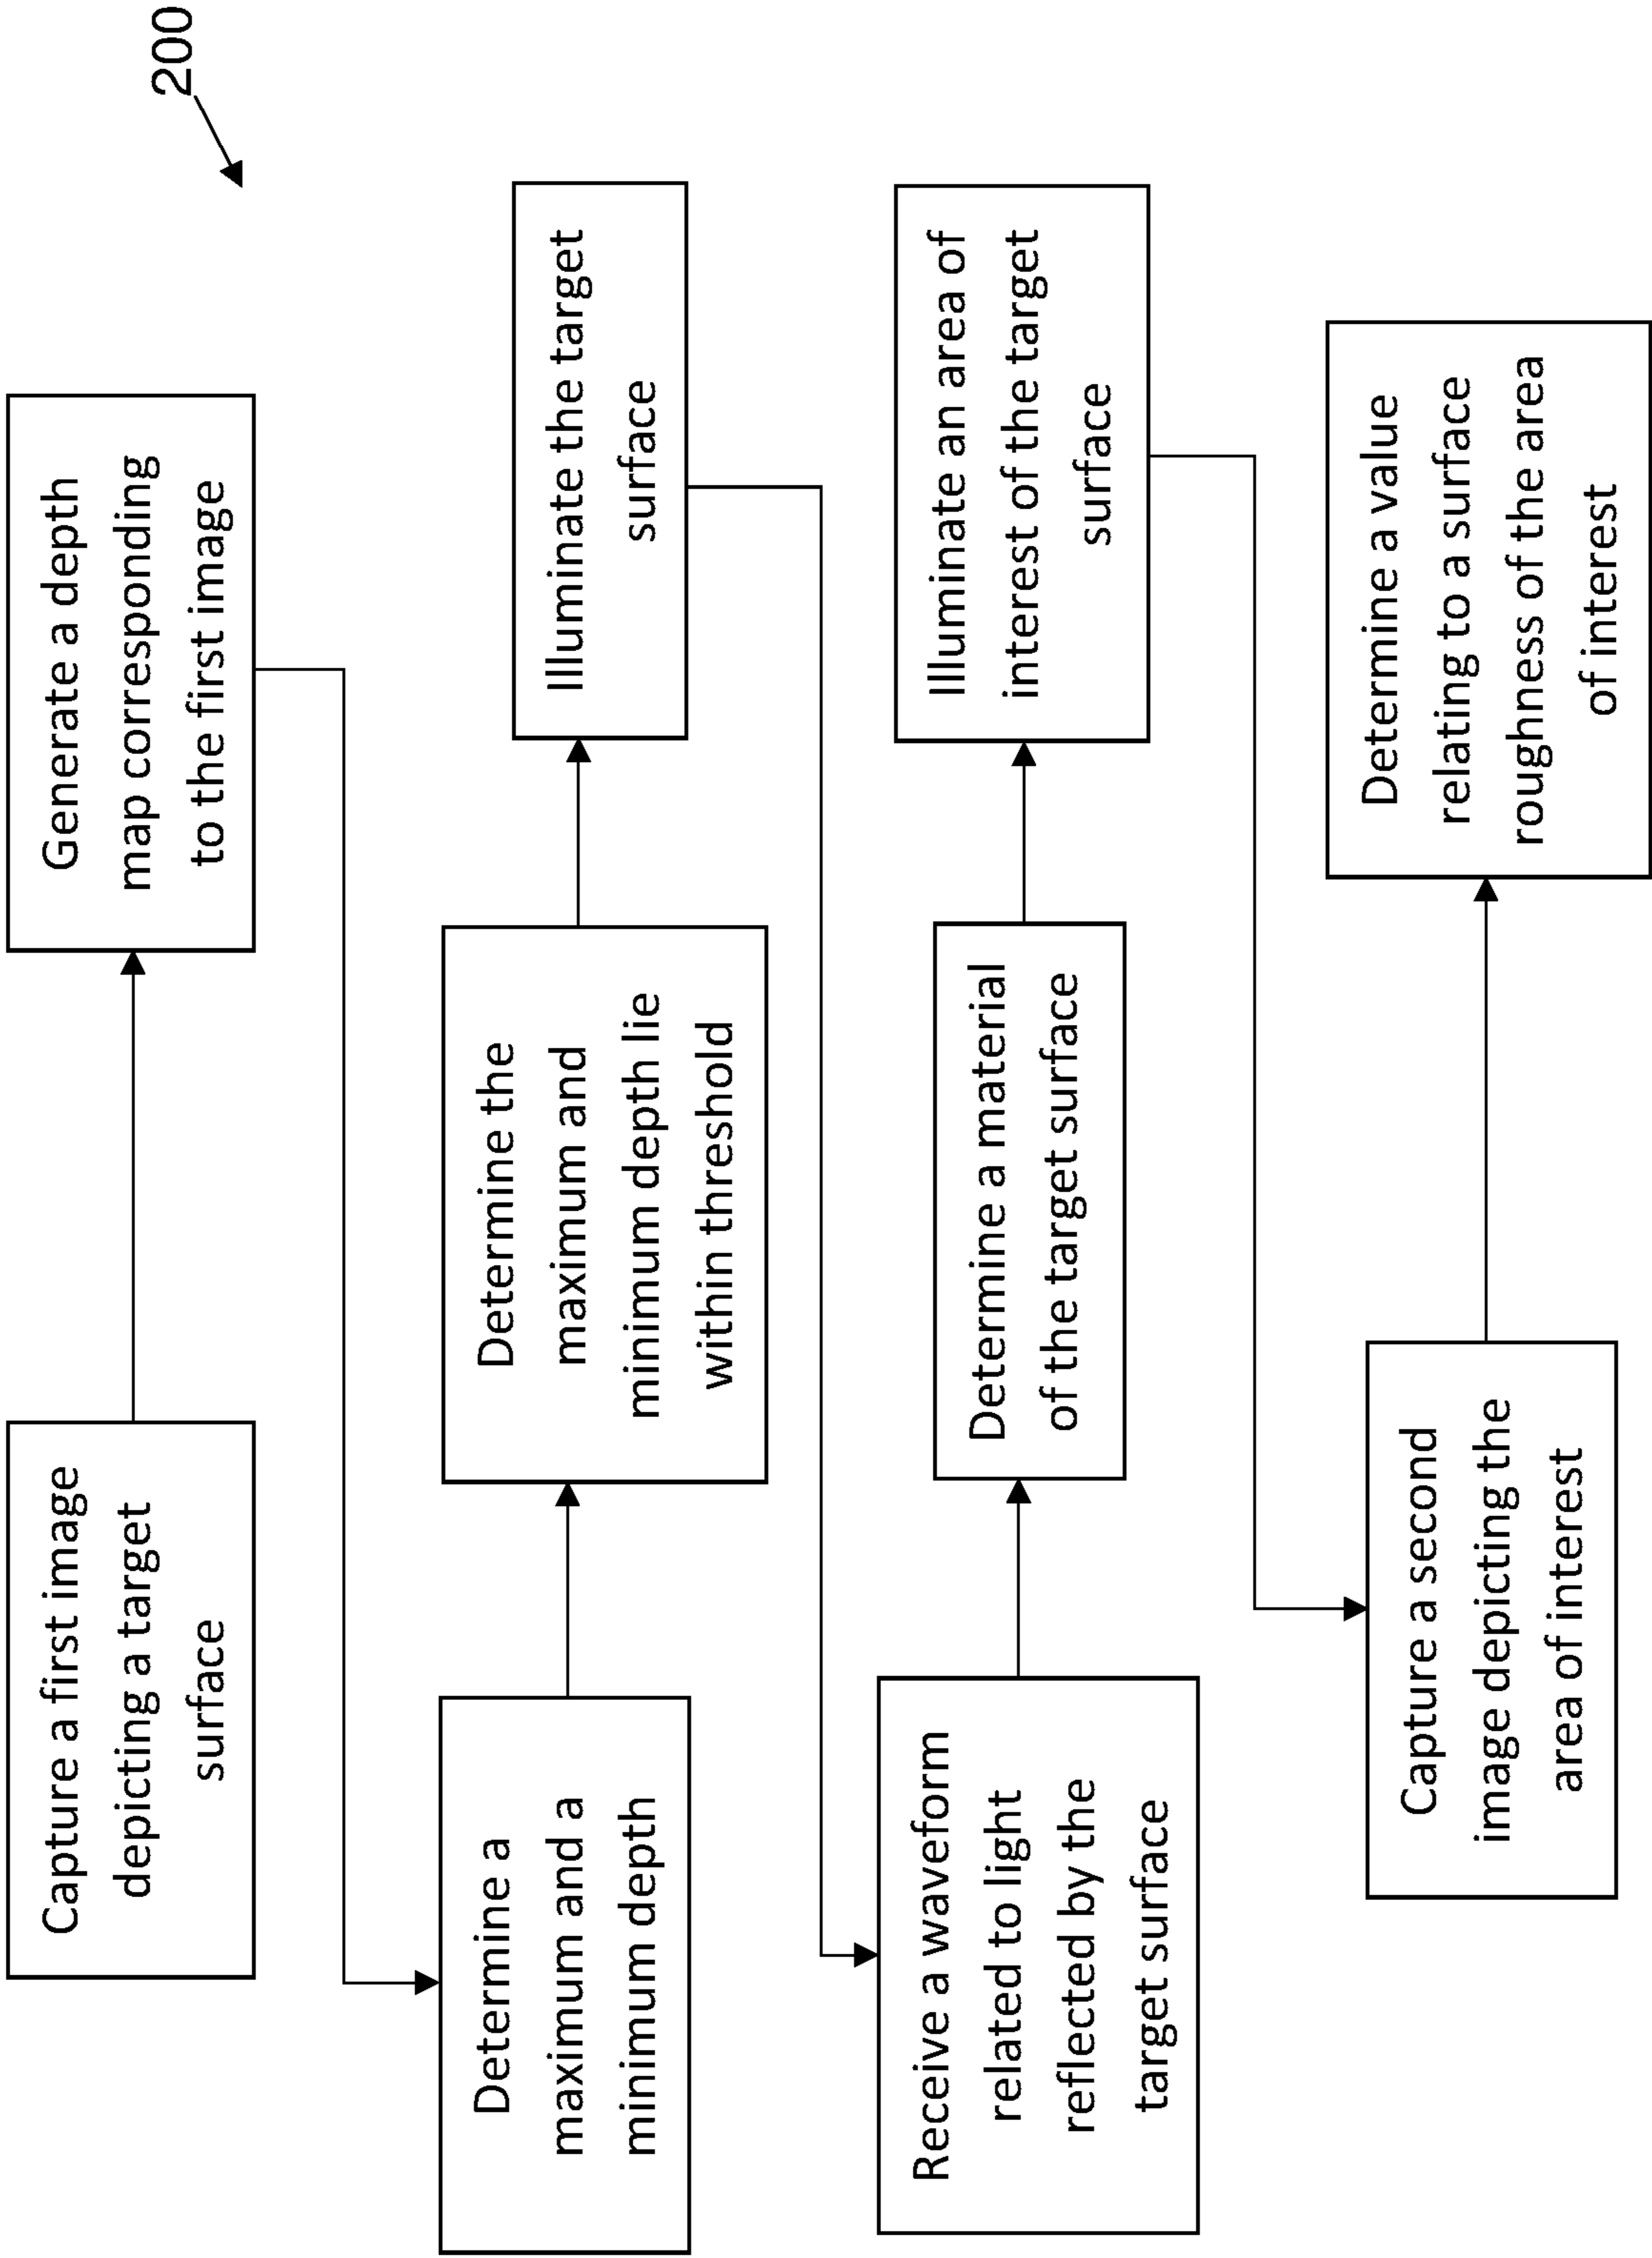 200
Capture a first image
depicting a target
surface
Generate a depth
map corresponding
to the first image
Determine a
maximum and a
minimum depth
Determine the
maximum and
minimum depth lie
within threshold
Illuminate the target
surface
Receive a waveform
related to light
reflected by the
target surface
Determine a material
of the target surface
Illuminate an area of
interest of the target
surface
Capture a second
image depicting the
area of interest
Determine a value
relating to a surface
roughness of the area
of interest